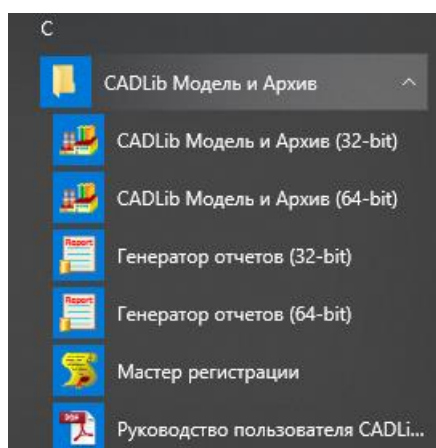 C
CADLib Модель и Архив
CADLib Модель и Архив (32-bit)
CADLib Модель и Архив (64-bit)
Генератор отчетов (32-bit)
Генератор отчетов (64-bit)
Мастер регистрации
Руководство пользователя CADLi...